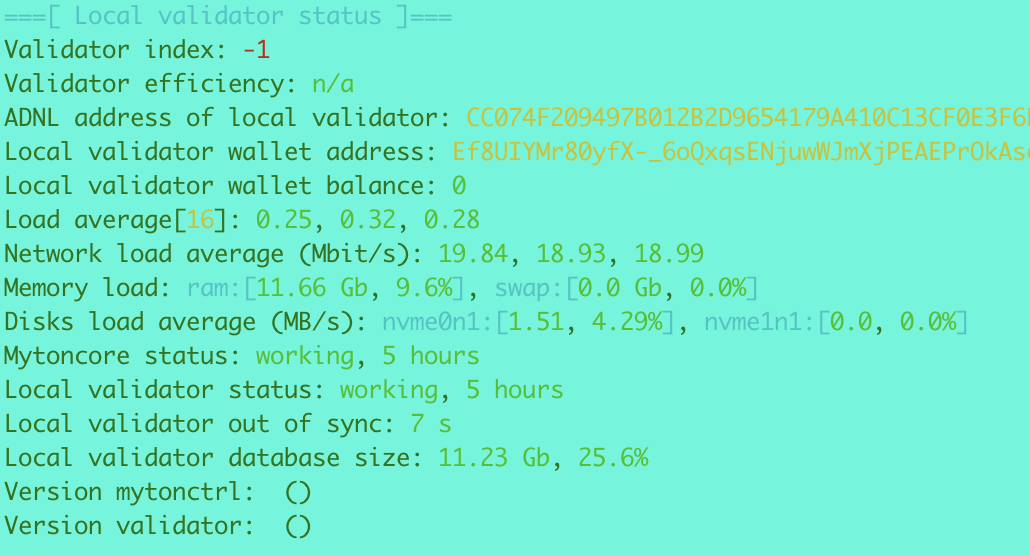 ===[ Local validator status ]===
Validator index: -1
Validator efficiency: n/a
ADNL address of local validator: CC074F209497B012B2D9654179A410C13CF0E3F6
Local validator wallet address: Ef8UIYMr80yfX-_6oQxqsENjuwWJmXjPEAEPrOkAs
Local validator wallet balance: 0
Load average[16]: 0.25, 0.32, 0.28
Network load average (Mbit/s): 19.84, 18.93, 18.99
Memory load: ram:[11.66 Gb, 9.6%], swap:[0.0 Gb, 0.0%]
Disks load average (MB/s): nvme0n1:[1.51, 4.29%], nvme1n1:[0.0, 0.0%]
Mytoncore status: working, 5 hours
Local validator status: working, 5 hours
Local validator out of sync: 7 s
Local validator database size: 11.23 Gb, 25.6%
Version mytonctrl:  ()
Version validator:  ()